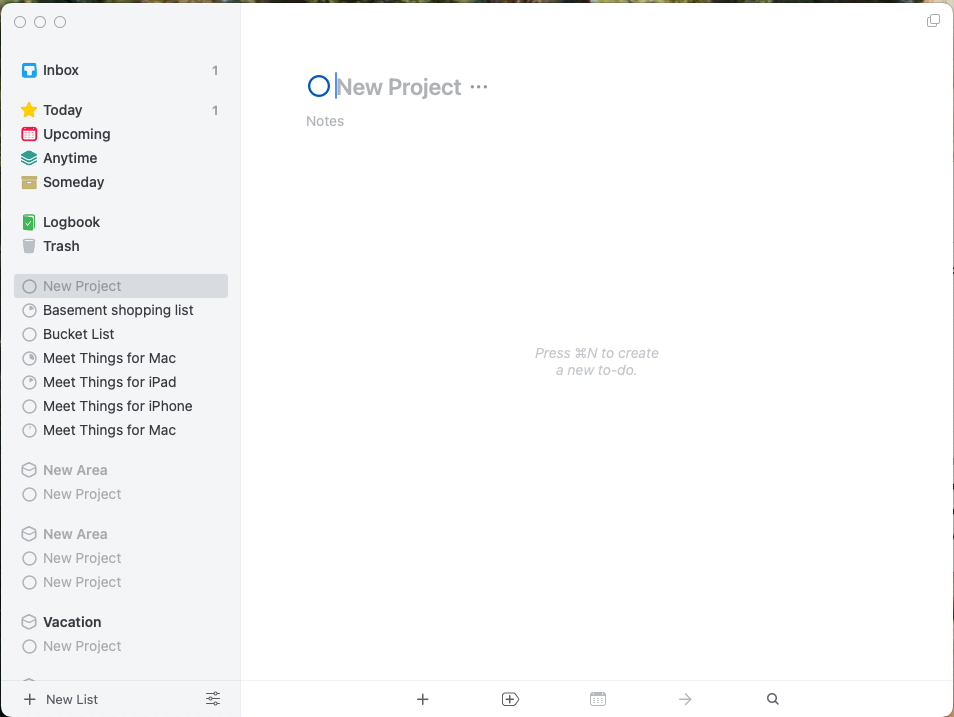 Inbox 1
Today 1
Upcoming
Anytime
Someday
Logbook
Trash
New Project
Basement shopping list
Bucket List
Meet Things for Mac
Meet Things for iPad
Meet Things for iPhone
Meet Things for Mac
New Area
New Project
New Area
New Project
New Project
Vacation
New Project
New List
New Project
Notes
Press ⌘N to create
a new to-do.